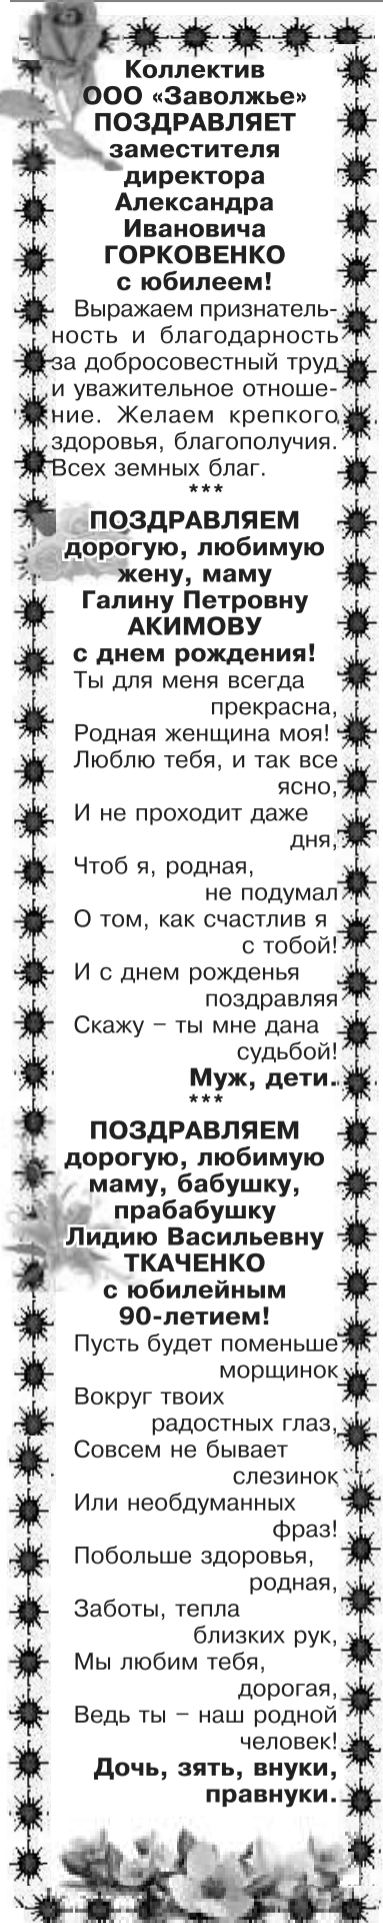 Коллектив
ООО «Заволжье»
ПОЗДРАВЛЯЕТ
заместителя
директора
Александра
Ивановича
ГОРКОВЕНКО
с юбилеем!
Выражаем признатель-
ность и благодарность
за добросовестный труд
и уважительное отноше-
ние. Желаем крепкого
здоровья, благополучия.
Всех земных благ.
***
ПОЗДРАВЛЯЕМ
дорогую, любимую
жену, маму
Галину Петровну
АКИМОВУ
с днем рождения!
Ты для меня всегда
прекрасна,
Родная женщина моя!
Люблю тебя, и так все
ясно,
И не проходит даже
дня,
Чтоб я, родная,
не подумал
О том, как счастлив я
с тобой!
И с днем рожденья
поздравляя
Скажу – ты мне дана
судьбой!
Муж, дети.
***
ПОЗДРАВЛЯЕМ
дорогую, любимую
маму, бабушку,
прабабушку
Лидию Васильевну
ТКАЧЕНКО
с юбилейным
90-летием!
Пусть будет поменьше
морщинок
Вокруг твоих
радостных глаз,
Совсем не бывает
слезинок
Или необдуманных
фраз!
Побольше здоровья,
родная,
Заботы, тепла
близких рук,
Мы любим тебя,
дорогая,
Ведь ты – наш родной
человек!
Дочь, зять, внуки,
правнуки.